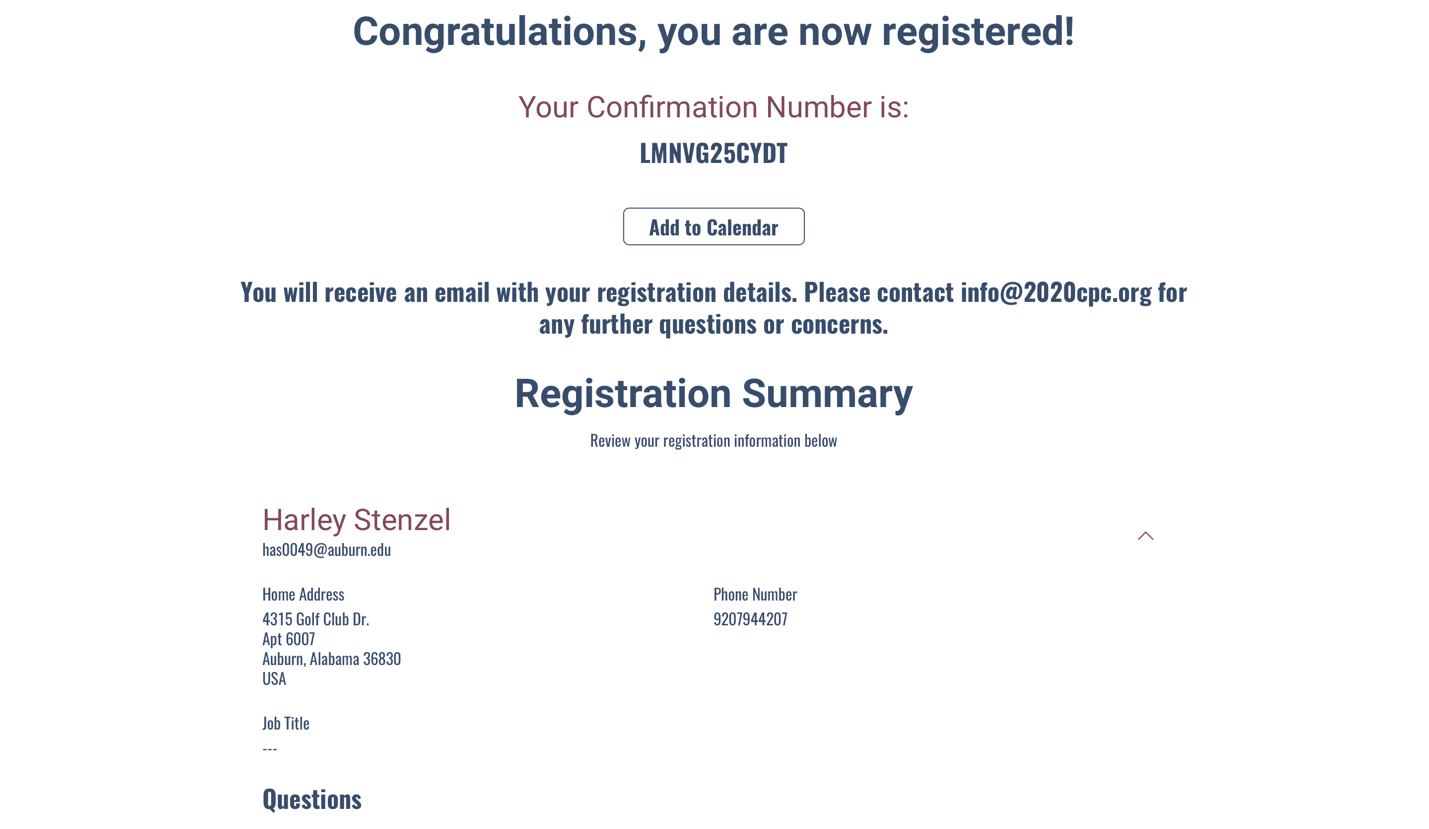 Congratulations, you are now registered!
Your Confirmation Number is:
LMNVG25CYDT
Add to Calendar
You will receive an email with your registration details. Please contact info@2020cpc.org for
any further questions or concerns.
Registration Summary
Review your registration information below
Harley Stenzel
has0049@auburn.edu
Home Address
4315 Golf Club Dr.
Apt 6007
Auburn, Alabama 36830
USA
Phone Number
9207944207
Job Title
---
Questions